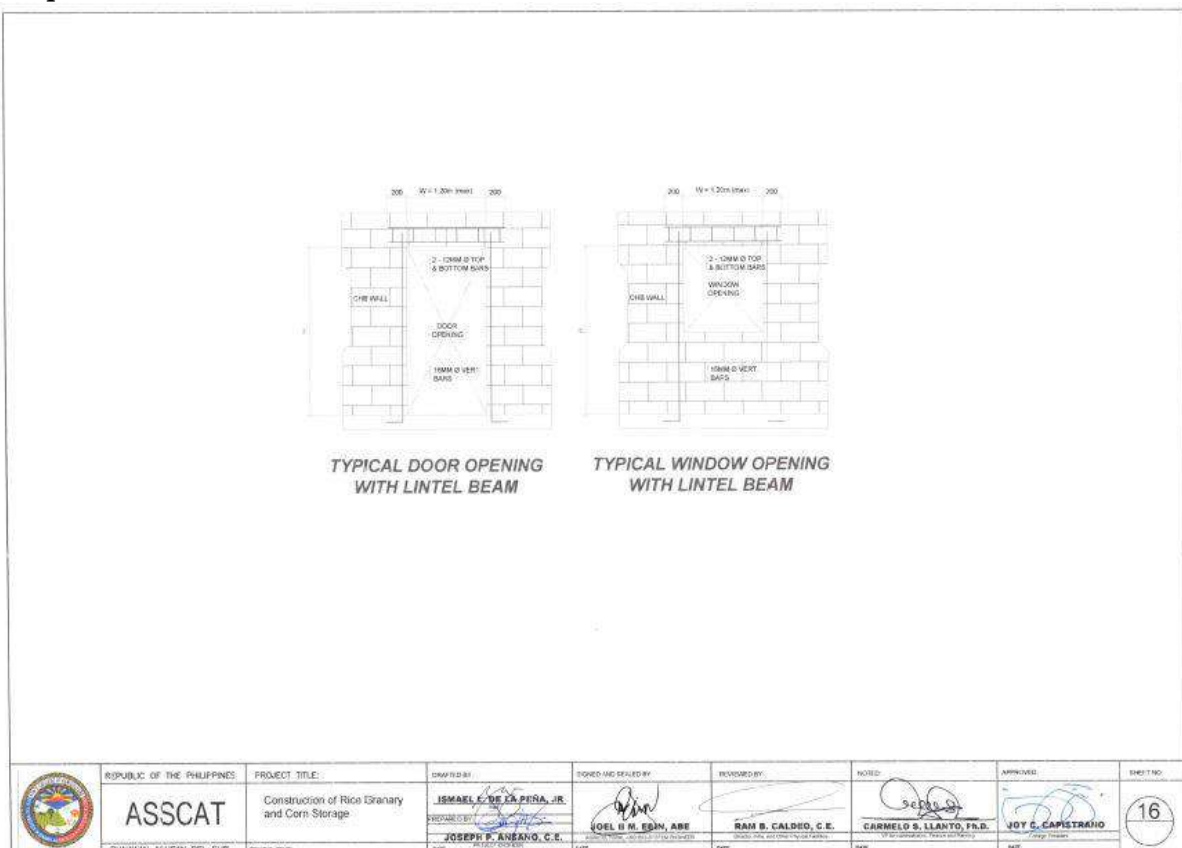 200 W = 1.20m (max) 200
2 - 12MM Ø TOP
& BOTTOM BARS
CHB WALL
DOOR
OPENING
16MM Ø VERT
BARS
TYPICAL DOOR OPENING
WITH LINTEL BEAM
200 W = 1.20m (max) 200
2 - 12MM Ø TOP
& BOTTOM BARS
WINDOW
OPENING
CHB WALL
16MM Ø VERT
BARS
TYPICAL WINDOW OPENING
WITH LINTEL BEAM
REPUBLIC OF THE PHILIPPINES
ASSCAT
PROJECT TITLE:
Construction of Rice Granary
and Corn Storage
DRAFTED BY:
ISMAEL E. DE LA PEÑA, JR
PREPARED BY
JOSEPH P. ANSANO, C.E.
SIGNED AND SEALED BY
REVIEWED BY
RAM B. CALDEO, C.E.
NOTED:
CARMELO S. LLANTO, Ph.D.
APPROVED:
JOY C. CAPISTRANO
SHEET NO.
16